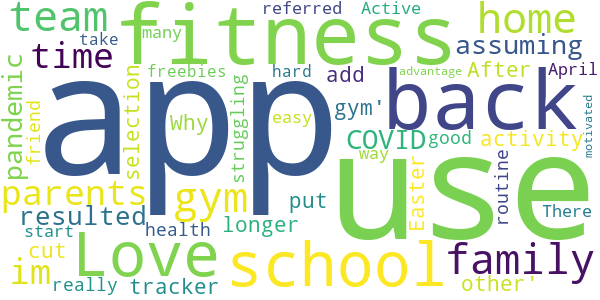 referred Active
team fitness home
many
take
time assuming
freebies add After April
pandemic friend selection app struggling hard advantage back
Why easy gym' motivated
COVID good activity
way
parents gym use Easter routine
resulted put There
start health longer
cut Love school family
im other'
really tracker